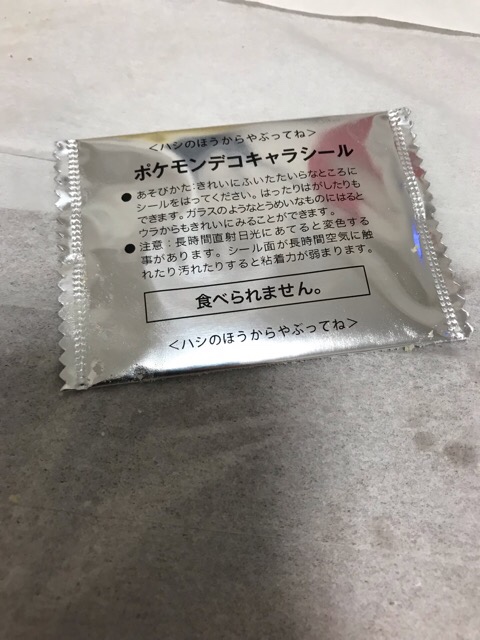 ＜ハシのほうからやぶってね＞
ポケモンデコキャラシール
●あそびかた:きれいにふいたたいらなところに
シールをはってください。はったりはがしたりも
できます。ガラスのようなとうめいなものにはると
ウラからもきれいにみることができます。
●注意：長時間直射日光にあてると変色する
事があります。シール面が長時間空気に触
れたり汚れたりすると粘着力が弱まります。
食べられません。
＜ハシのほうからやぶってね＞